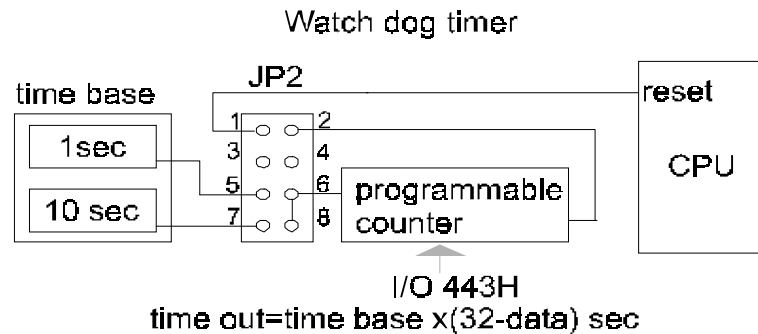 Watch dog timer
JP2
time base
reset
1 2
1sec
3 4
CPU
5 6
programmable
counter
10 sec
7 8
I/O 443H
time out=time base x(32-data) sec